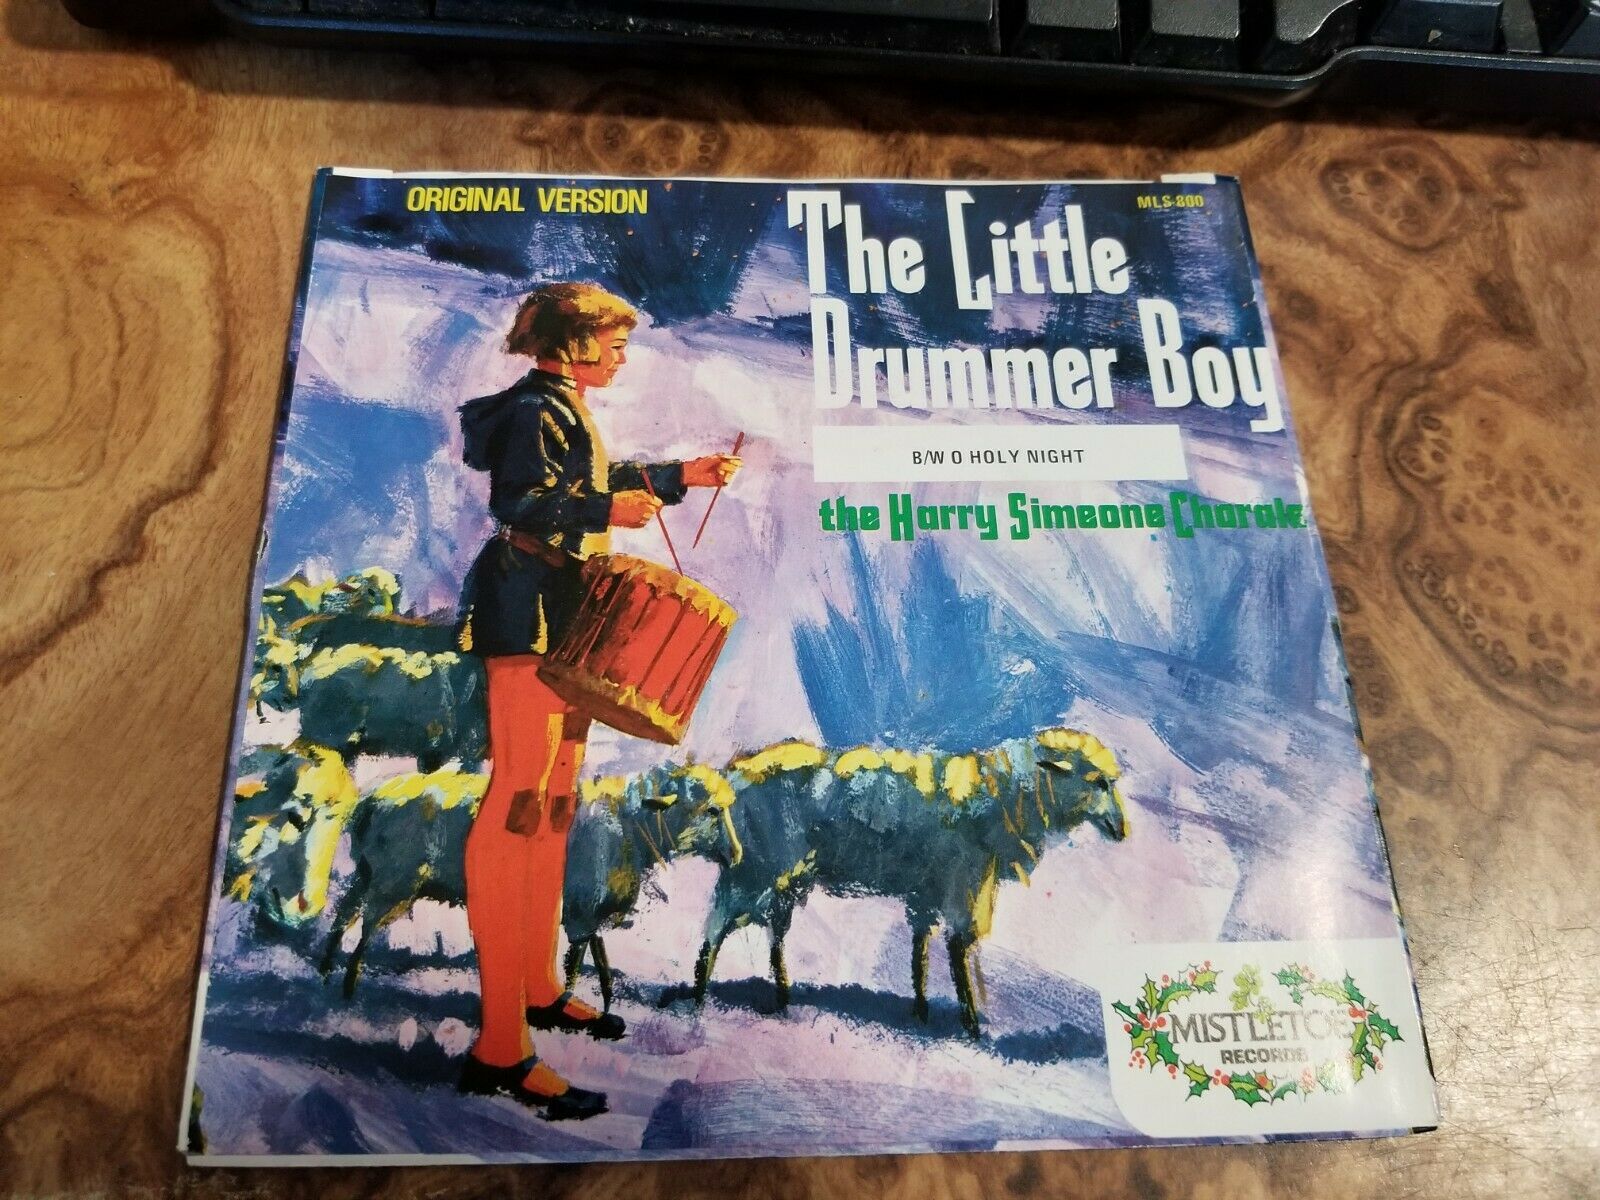 ORIGINAL VERSION
MLS-800
The Little
Drummer Boy
B/W O HOLY NIGHT
the Harry Simeone Chorale
MISTLETOE
RECORDS